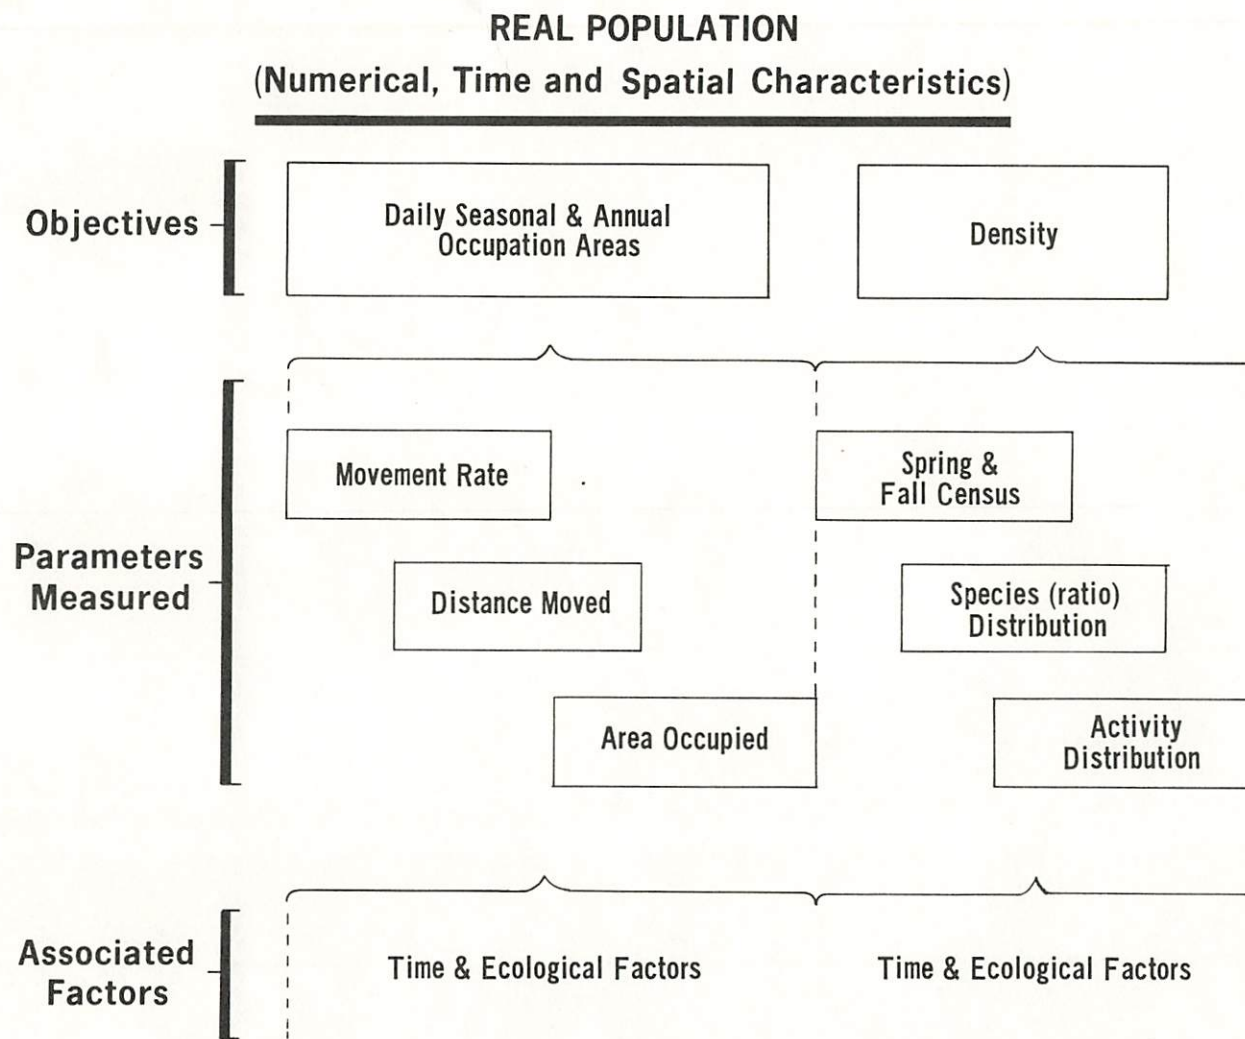 REAL POPULATION
(Numerical, Time and Spatial Characteristics)
Objectives
Daily Seasonal & Annual
Occupation Areas
Density
Parameters
Measured
Movement Rate
Spring &
Fall Census
Distance Moved
Species (ratio)
Distribution
Area Occupied
Activity
Distribution
Associated
Factors
Time & Ecological Factors
Time & Ecological Factors